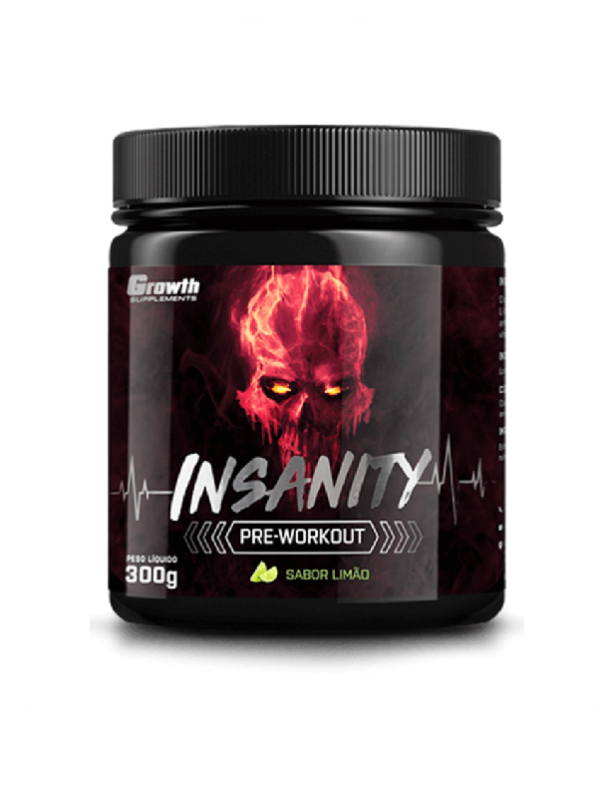 Growth
SUPPLEMENTS
INSANITY
PRE-WORKOUT
PESO LÍQUIDO
300g
SABOR LIMÃO